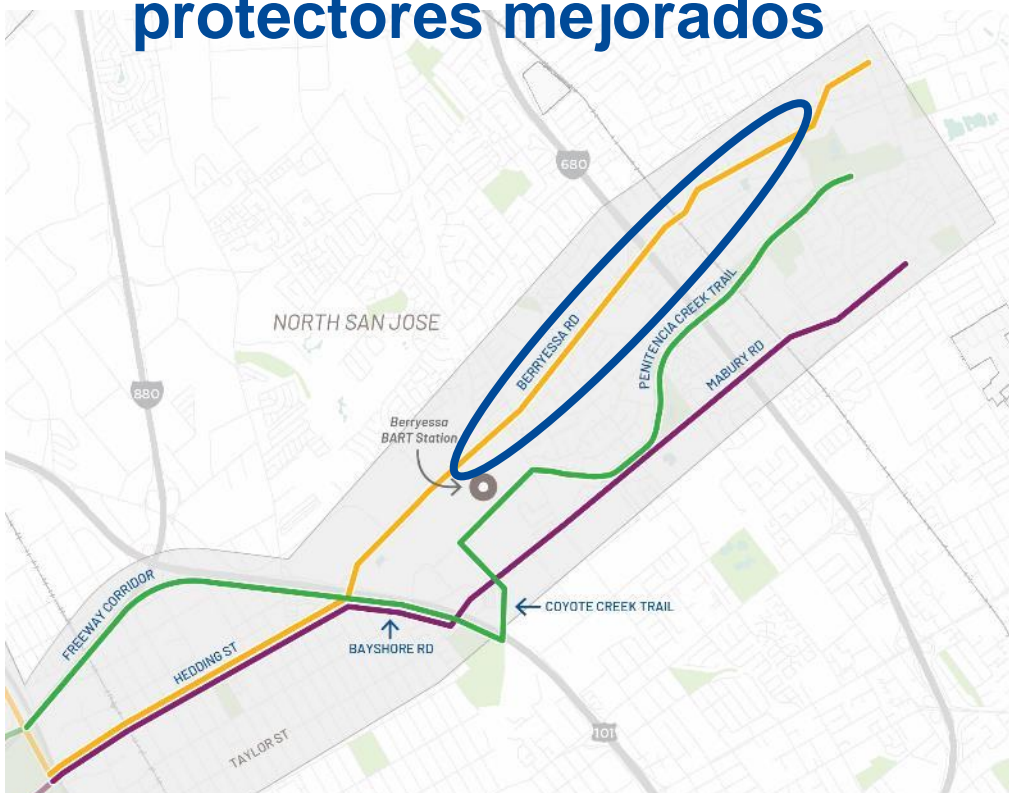 protectores mejorados
680
NORTH SAN JOSE
BERRYESSA RD
PENITENCIA CREEK TRAIL
MABURY RD
880
Berryessa
BART Station
FREEWAY CORRIDOR
HEDDING ST
COYOTE CREEK TRAIL
BAYSHORE RD
TAYLOR ST
101